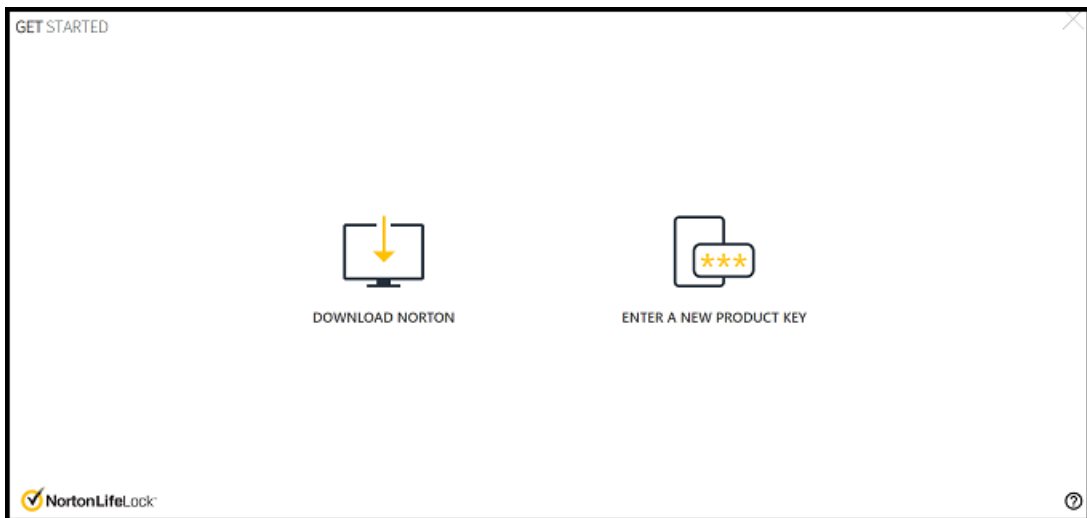 GET STARTED
DOWNLOAD NORTON
ENTER A NEW PRODUCT KEY
***
NortonLifeLock